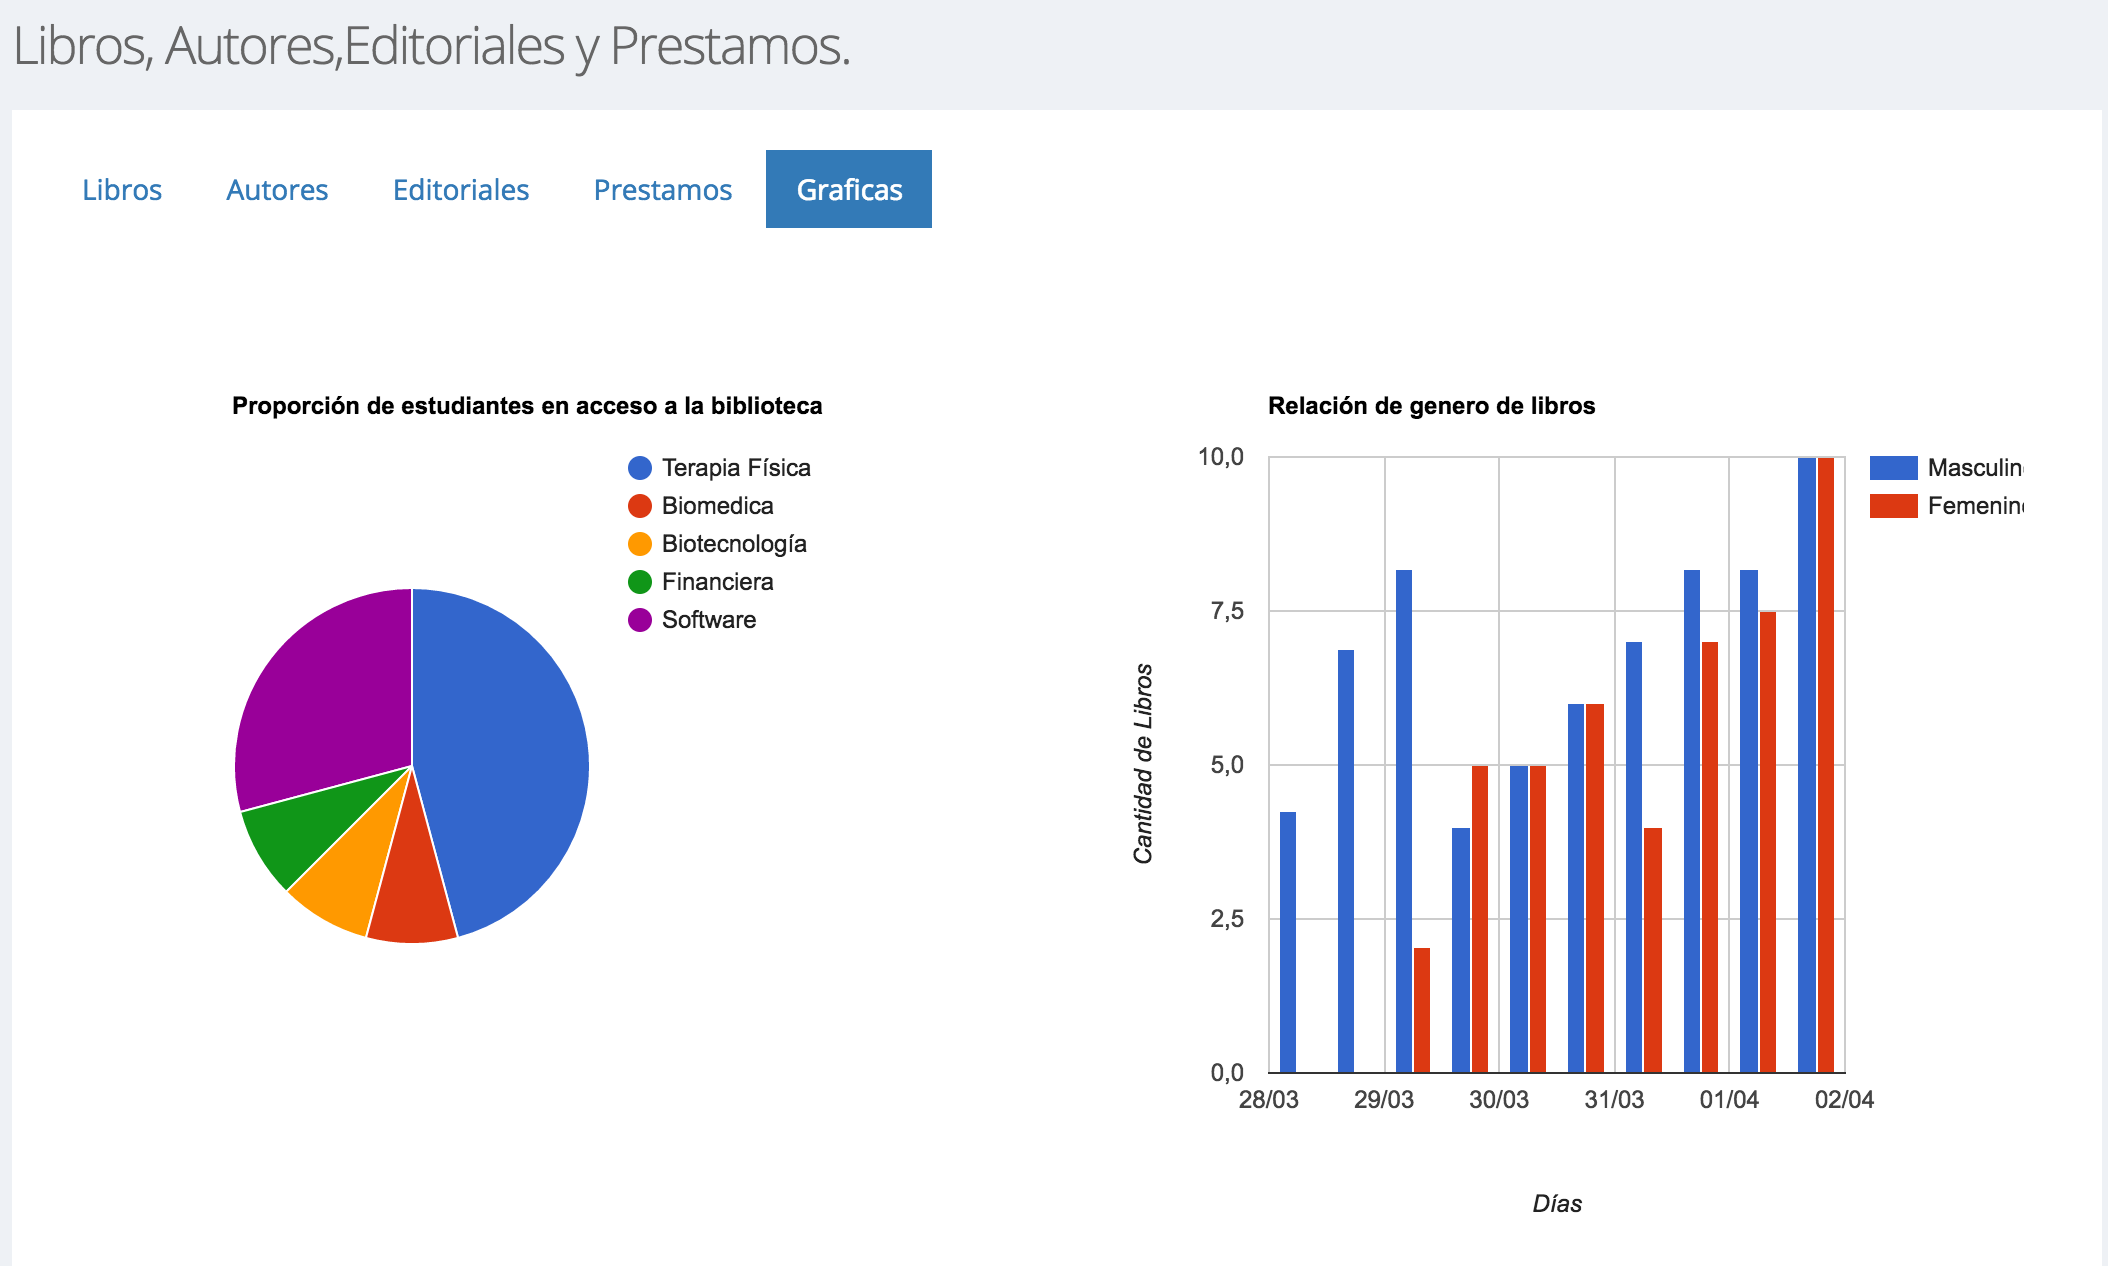 Libros, Autores,Editoriales y Prestamos.
Libros Autores Editoriales Prestamos Graficas
Proporción de estudiantes en acceso a la biblioteca
Terapia Física
Biomedica
Biotecnología
Financiera
Software
Relación de genero de libros
10,0
7,5
5,0
2,5
0,0
Cantidad de Libros
28/03 29/03 30/03 31/03 01/04 02/04
Días
Masculin
Femenin